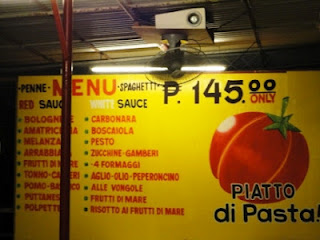 -PENNE- MENU -SPAGHETTI- P. 145.00 ONLY
RED SAUCE WHITE SAUCE
BOLOGNESE CARBONARA
AMATRICIANA BOSCAIOLA
MELANZANE PESTO
ARRABBIATA ZUCCHINE-GAMBERI
FRUTTI DI MARE 4 FORMAGGI
TONNO- AGLIO-OLIO-PEPERONCINO
POMO-BASILICO ALLE VONGOLE
PUTTANESCA FRUTTI DI MARE
POLPETTE RISOTTO AI FRUTTI DI MARE
PIATTO
di Pasta!